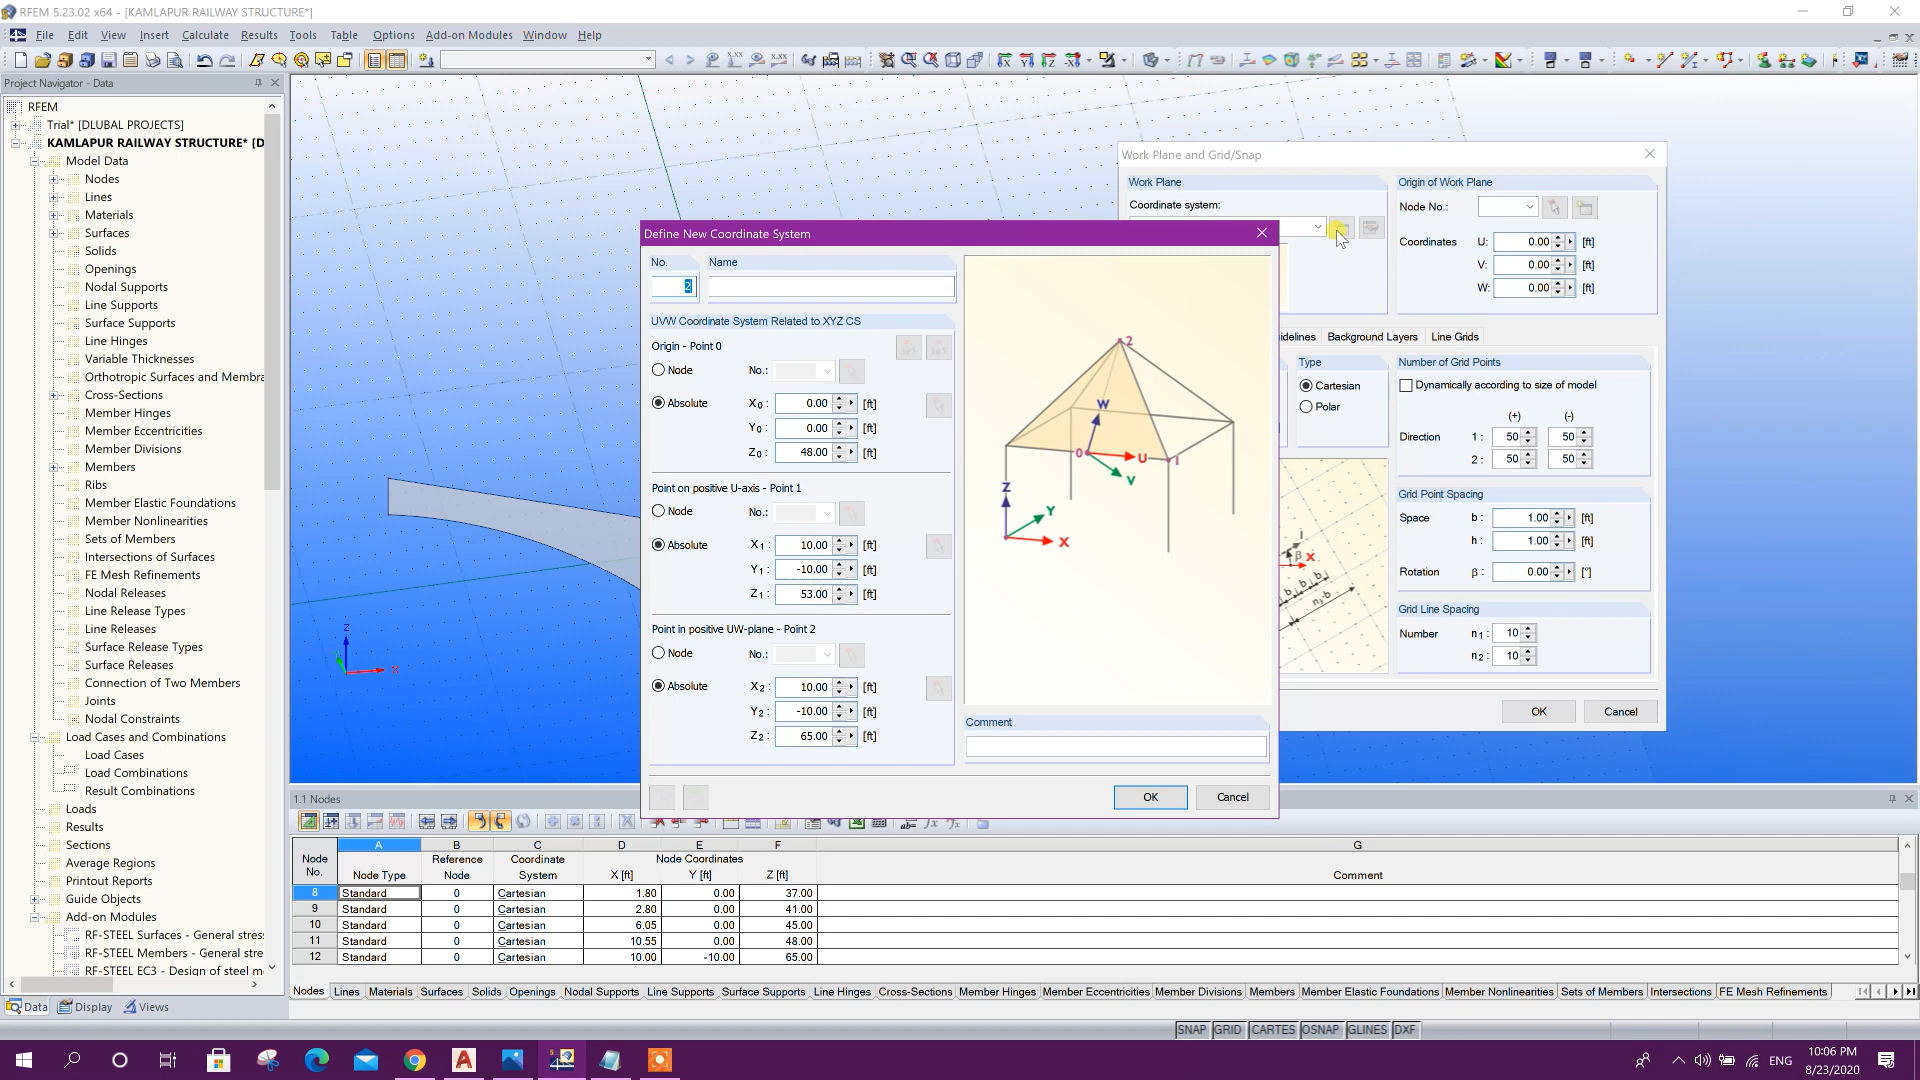 RFEM 5.23.02 x64 - [KAMLAPUR RAILWAY STRUCTURE*]
File Edit View Insert Calculate Results Tools Table Options Add-on Modules Window Help
Project Navigator - Data
RFEM
Trial* [DLUBAL PROJECTS]
KAMLAPUR RAILWAY STRUCTURE* [D
Model Data
Nodes
Lines
Materials
Surfaces
Solids
Openings
Nodal Supports
Line Supports
Surface Supports
Line Hinges
Variable Thicknesses
Orthotropic Surfaces and Membra
Cross-Sections
Member Hinges
Member Eccentricities
Member Divisions
Members
Ribs
Member Elastic Foundations
Member Nonlinearities
Sets of Members
Intersections of Surfaces
FE Mesh Refinements
Nodal Releases
Line Release Types
Line Releases
Surface Release Types
Surface Releases
Connection of Two Members
Joints
Nodal Constraints
Load Cases and Combinations
Load Cases
Load Combinations
Result Combinations
Loads
Results
Sections
Average Regions
Printout Reports
Guide Objects
Add-on Modules
RF-STEEL Surfaces - General stres
RF-STEEL Members - General stre
RF-STEEL EC3 - Design of steel m
Data Display Views
Z
X
Work Plane and Grid/Snap
Work Plane
Coordinate system:
Origin of Work Plane
Node No.:
Coordinates U: 0.00 [ft]
V: 0.00 [ft]
W: 0.00 [ft]
idelines Background Layers Line Grids
Type
Cartesian
Polar
Number of Grid Points
Dynamically according to size of model
(+) (-)
Direction 1: 50 50
2: 50 50
Grid Point Spacing
Space b: 1.00 [ft]
h: 1.00 [ft]
Rotation β: 0.00 [°]
Grid Line Spacing
Number n1: 10
n2: 10
i
β X
b b b
n1·b
OK Cancel
Define New Coordinate System
No. Name
2
UVW Coordinate System Related to XYZ CS
Origin - Point 0
Node No.:
Absolute X0: 0.00 [ft]
Y0: 0.00 [ft]
Z0: 48.00 [ft]
Point on positive U-axis - Point 1
Node No.:
Absolute X1: 10.00 [ft]
Y1: -10.00 [ft]
Z1: 53.00 [ft]
Point in positive UW-plane - Point 2
Node No.:
Absolute X2: 10.00 [ft]
Y2: -10.00 [ft]
Z2: 65.00 [ft]
2
W
0 U 1
V
Z
Y
X
Comment
OK Cancel
1.1 Nodes
A B C D E F G
Node No. Node Type Reference Node Coordinate System Node Coordinates X [ft] Y [ft] Z [ft] Comment
8 Standard 0 Cartesian 1.80 0.00 37.00
9 Standard 0 Cartesian 2.80 0.00 41.00
10 Standard 0 Cartesian 6.05 0.00 45.00
11 Standard 0 Cartesian 10.55 0.00 48.00
12 Standard 0 Cartesian 10.00 -10.00 65.00
Nodes Lines Materials Surfaces Solids Openings Nodal Supports Line Supports Surface Supports Line Hinges Cross-Sections Member Hinges Member Eccentricities Member Divisions Members Member Elastic Foundations Member Nonlinearities Sets of Members Intersections FE Mesh Refinements
SNAP GRID CARTES OSNAP GLINES DXF
ENG
10:06 PM
8/23/2020